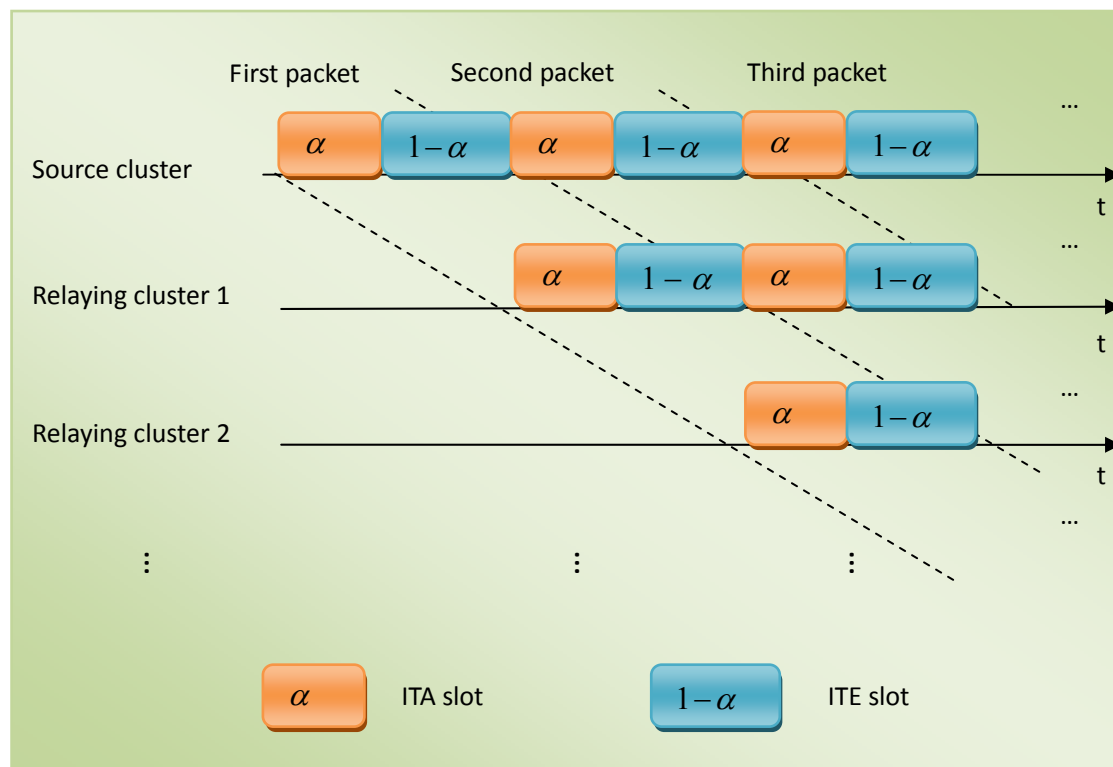 First packet Second packet Third packet
...
α 1−α α 1−α α 1−α
Source cluster
t
...
α 1−α α 1−α
Relaying cluster 1
t
...
α 1−α
Relaying cluster 2
t
...
⋮ ⋮ ⋮
α ITA slot 1−α ITE slot